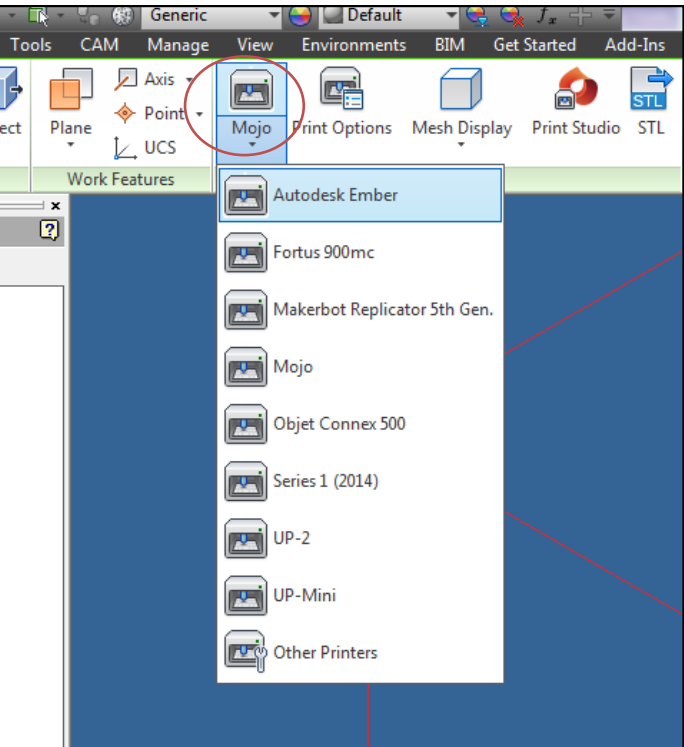 Generic Default
Tools CAM Manage View Environments BIM Get Started Add-Ins
Axis
Point
UCS
ect Plane Mojo Print Options Mesh Display Print Studio STL
STL
Work Features
Autodesk Ember
Fortus 900mc
Makerbot Replicator 5th Gen.
Mojo
Objet Connex 500
Series 1 (2014)
UP-2
UP-Mini
Other Printers